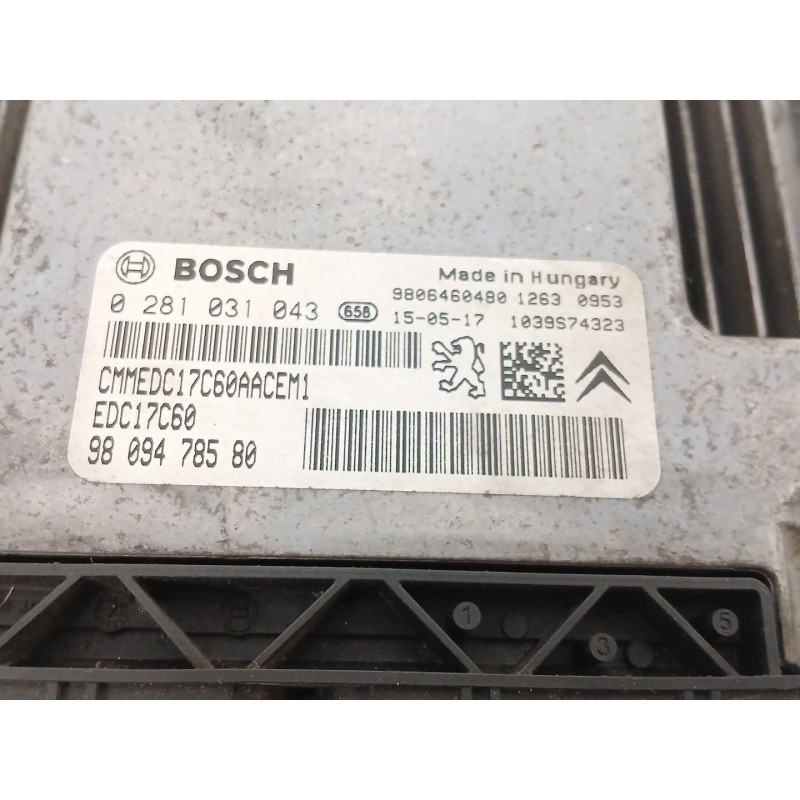 BOSCH
Made in Hungary
9806460480 1263 0953
0 281 031 043 658 15-05-17 1039S74323
CMMEDC17C60AACEM1
EDC17C60
98 094 785 80
1
3
5